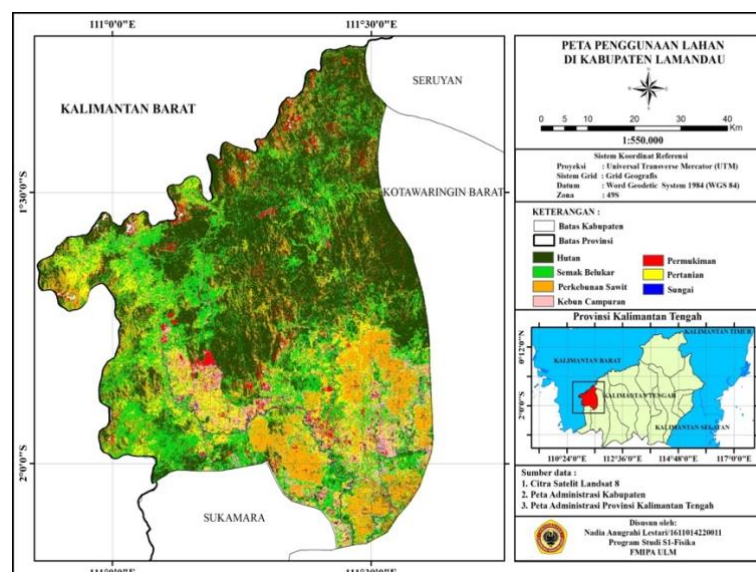 111°0'0"E 111°30'0"E
SERUYAN
KALIMANTAN BARAT
1°30'0"S
KOTAWARINGIN BARAT
2°0'0"S
SUKAMARA
PETA PENGGUNAAN LAHAN
DI KABUPATEN LAMANDAU
0 5 10 20 30 40
Km
1:550.000
Sistem Koordinat Referensi
Proyeksi : Universal Transverse Mercator (UTM)
Sistem Grid : Grid Geografis
Datum : Word Geodetic System 1984 (WGS 84)
Zona : 49S
KETERANGAN :
Batas Kabupaten
Batas Provinsi
Hutan
Semak Belukar
Perkebunan Sawit
Kebun Campuran
Permukiman
Pertanian
Sungai
Provinsi Kalimantan Tengah
KALIMANTAN TIMUR
0°12'0"N
KALIMANTAN BARAT
KALIMANTAN TENGAH
2°0'0"S
KALIMANTAN SELATAN
110°24'0"E 112°36'0"E 114°48'0"E 117°0'0"E
Sumber data :
1. Citra Satelit Landsat 8
2. Peta Administrasi Kabupaten
3. Peta Administrasi Provinsi Kalimantan Tengah
Disusun oleh:
Nadia Anugrahi Lestari/1611014220011
Program Studi S1-Fisika
FMIPA ULM